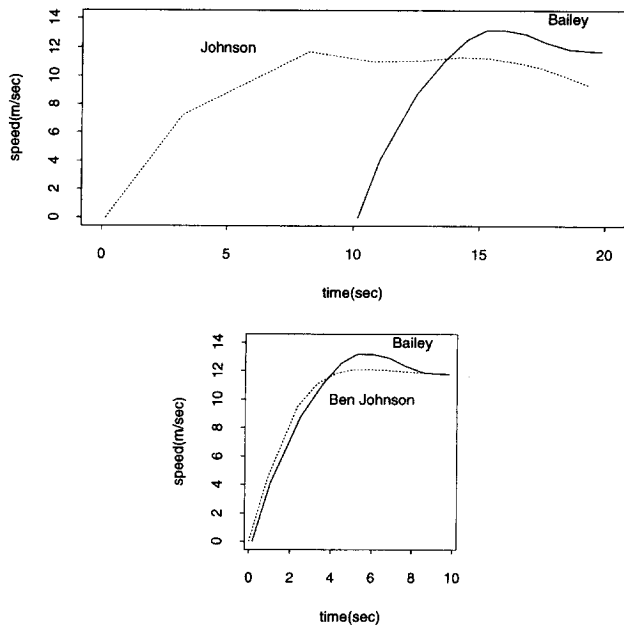 Bailey
Johnson
speed(m/sec)
0 2 4 6 8 10 12 14
0 5 10 15 20
time(sec)
Bailey
Ben Johnson
speed(m/sec)
0 2 4 6 8 10 12 14
0 2 4 6 8 10
time(sec)